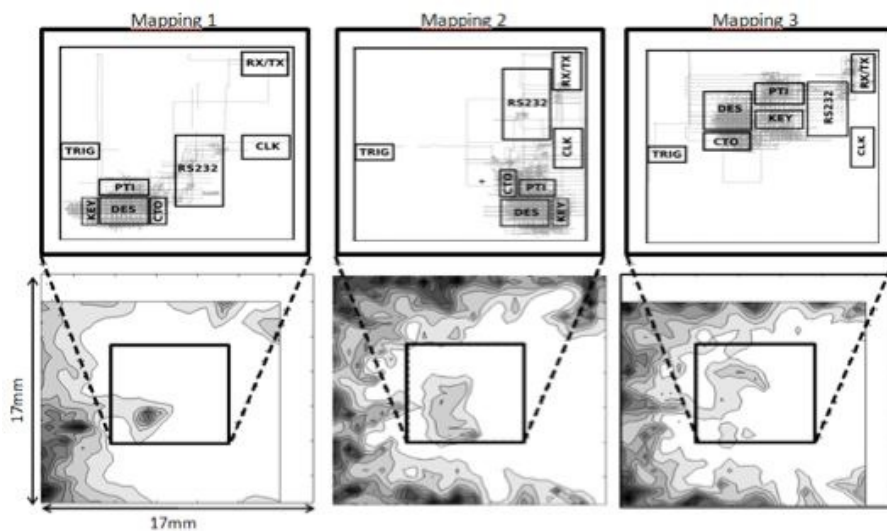 Mapping 1
Mapping 2
Mapping 3
RX/TX
TRIG
RS232
CLK
PTI
KEY
DES
CTO
RX/TX
RS232
TRIG
CLK
CTO
PTI
DES
KEY
RX/TX
DES
PTI
RS232
KEY
CTO
CLK
TRIG
17mm
17mm